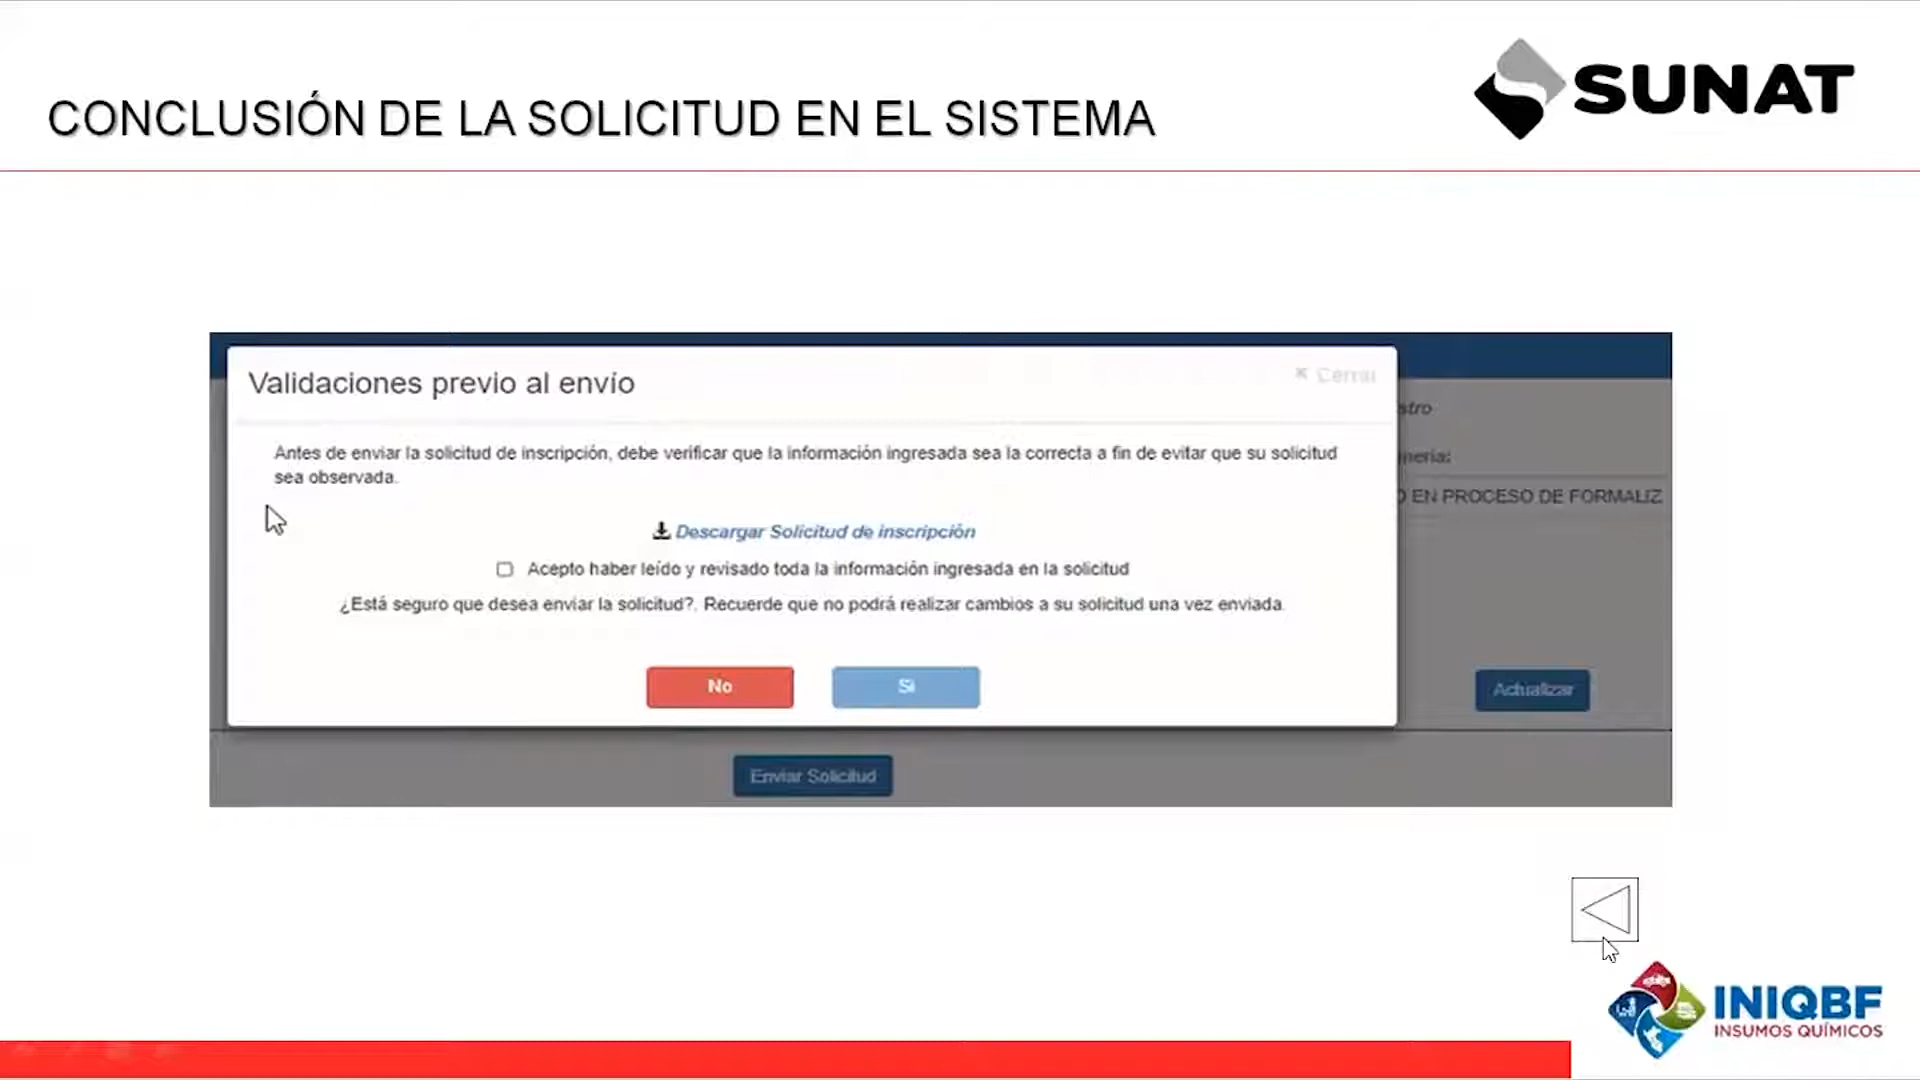 SUNAT
CONCLUSIÓN DE LA SOLICITUD EN EL SISTEMA
Validaciones previo al envío
× Cerrar
Antes de enviar la solicitud de inscripción, debe verificar que la información ingresada sea la correcta a fin de evitar que su solicitud
sea observada.
Descargar Solicitud de inscripción
Acepto haber leído y revisado toda la información ingresada en la solicitud
¿Está seguro que desea enviar la solicitud?. Recuerde que no podrá realizar cambios a su solicitud una vez enviada.
No
Si
stro
nería:
O EN PROCESO DE FORMALIZ
Actualizar
Enviar Solicitud
INIQBF
INSUMOS QUÍMICOS